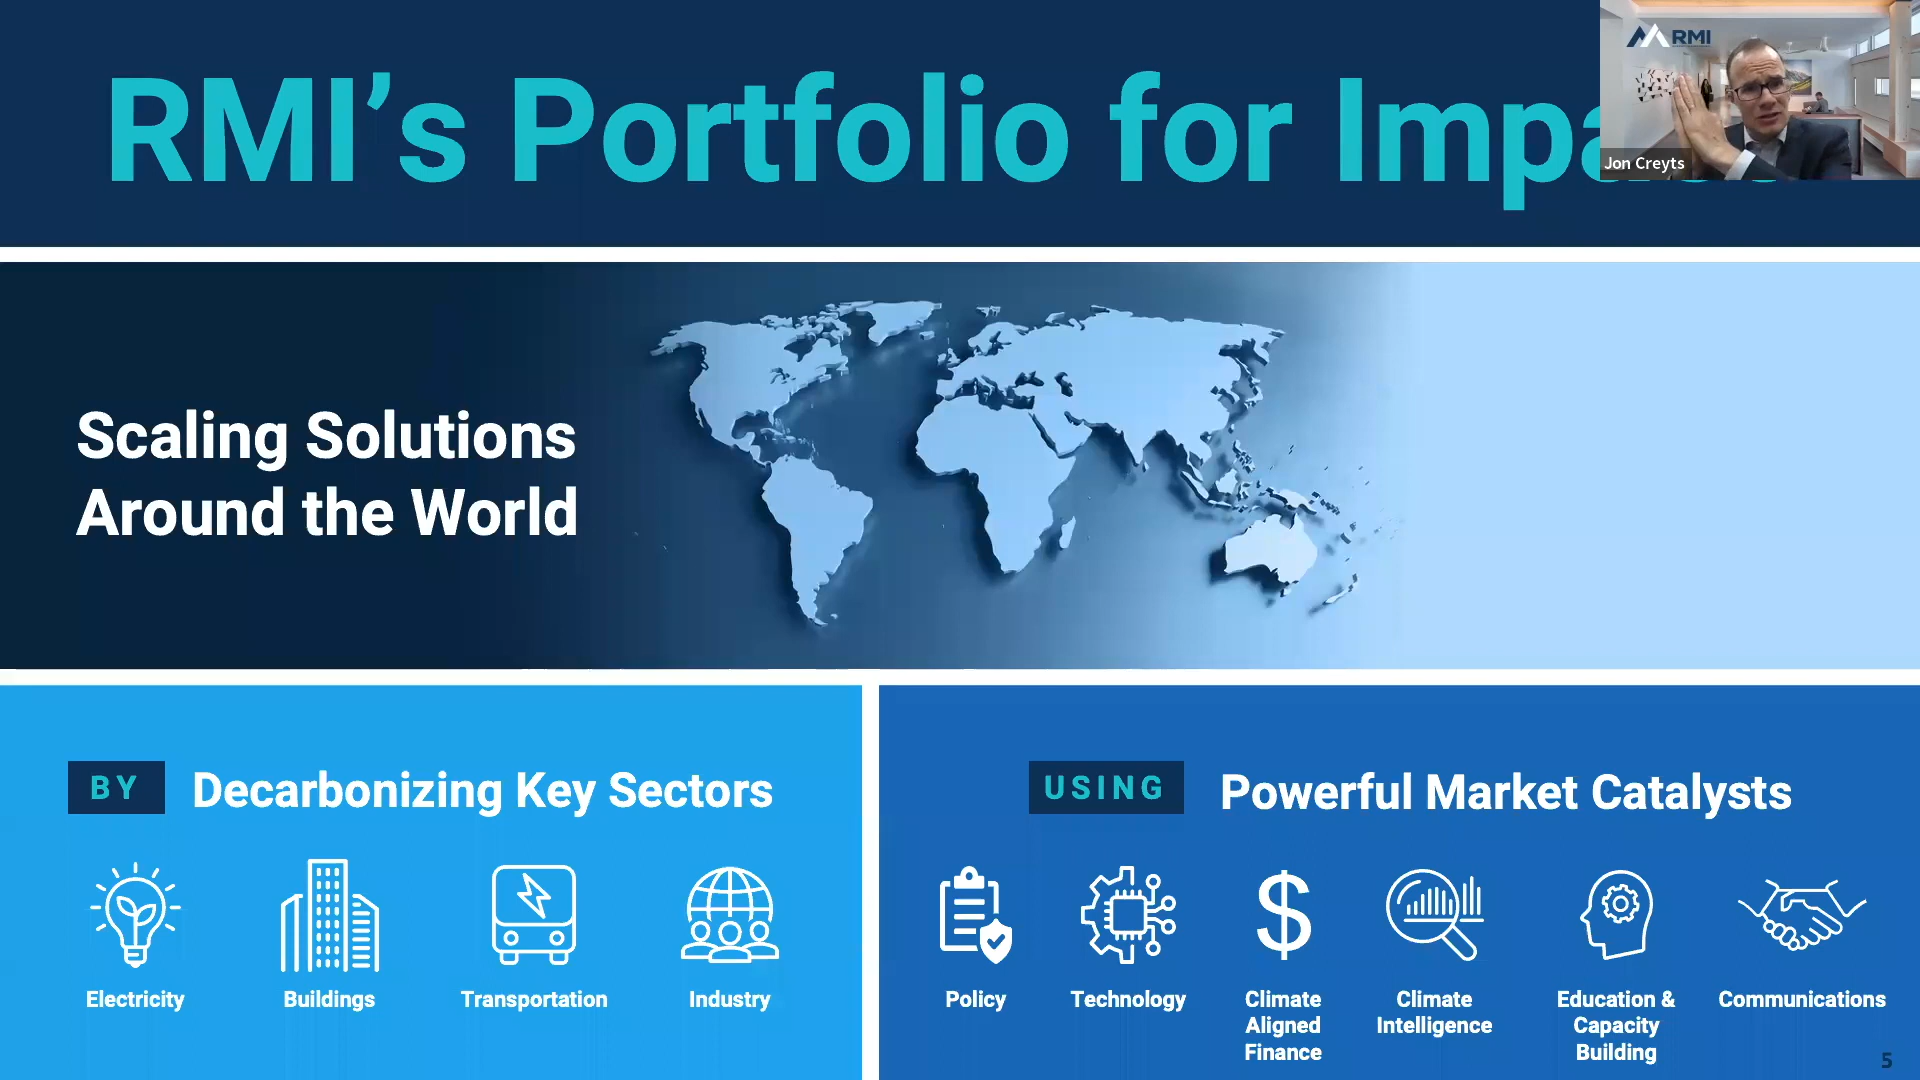 RMI's Portfolio for Impa
RMI
Jon Creyts
Scaling Solutions
Around the World
BY Decarbonizing Key Sectors
Electricity
Buildings
Transportation
Industry
USING Powerful Market Catalysts
Policy
Technology
Climate
Aligned
Finance
Climate
Intelligence
Education &
Capacity
Building
Communications
5